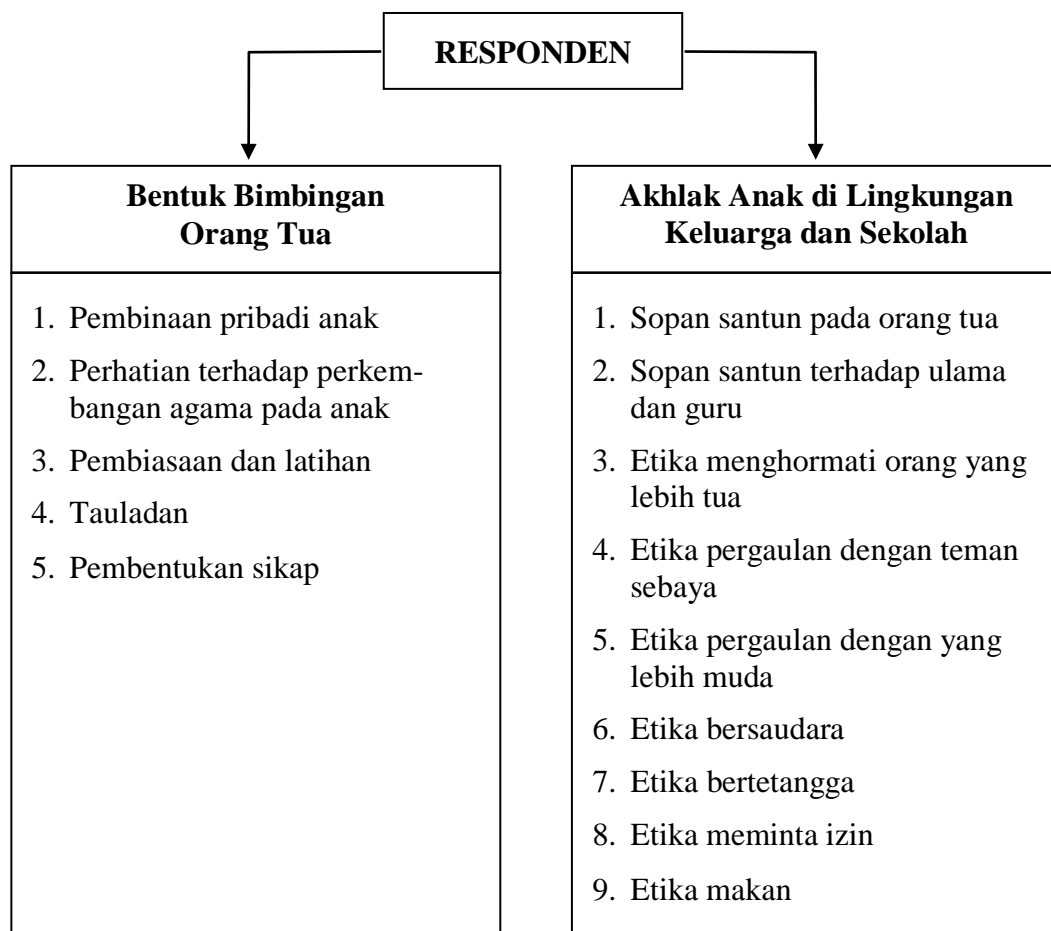 RESPONDEN
Bentuk Bimbingan
Orang Tua
1. Pembinaan pribadi anak
2. Perhatian terhadap perkem-
bangan agama pada anak
3. Pembiasaan dan latihan
4. Tauladan
5. Pembentukan sikap
Akhlak Anak di Lingkungan
Keluarga dan Sekolah
1. Sopan santun pada orang tua
2. Sopan santun terhadap ulama
dan guru
3. Etika menghormati orang yang
lebih tua
4. Etika pergaulan dengan teman
sebaya
5. Etika pergaulan dengan yang
lebih muda
6. Etika bersaudara
7. Etika bertetangga
8. Etika meminta izin
9. Etika makan